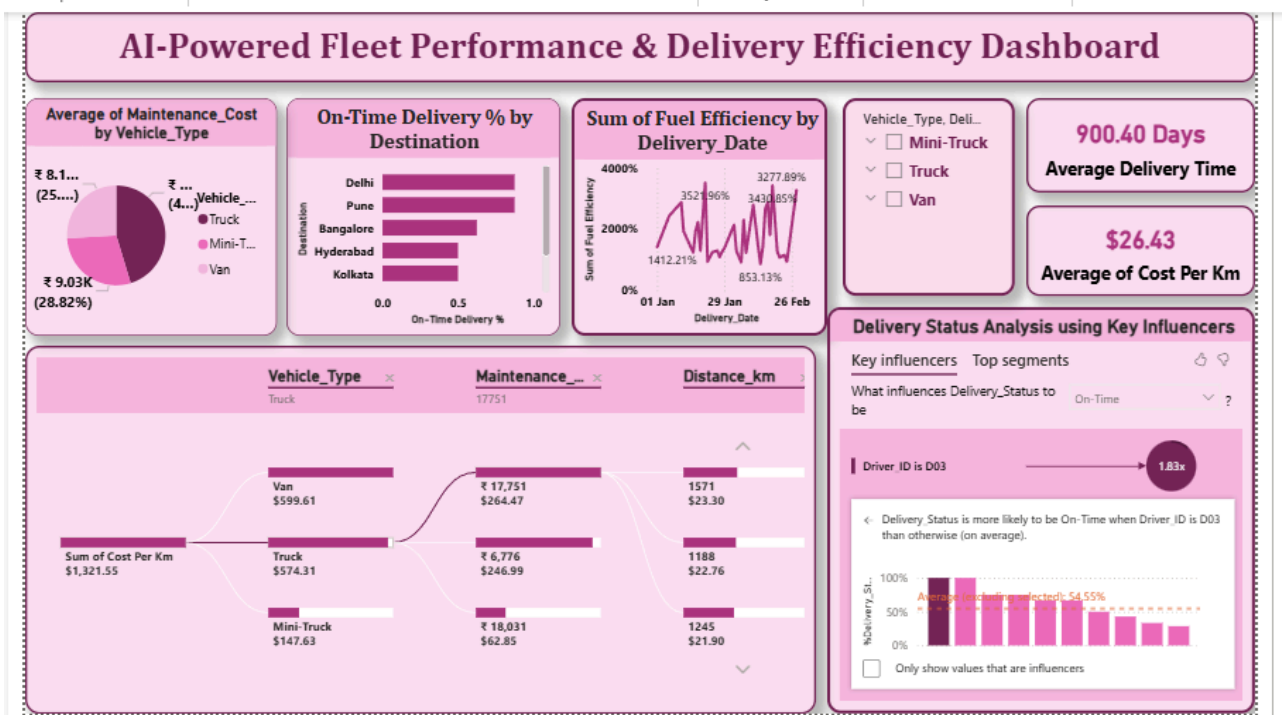 AI-Powered Fleet Performance & Delivery Efficiency Dashboard
Average of Maintenance_Cost
by Vehicle_Type
₹ 8.1...
(25....)
₹ ...
(4...)
Vehicle_...
Truck
Mini-T...
Van
₹ 9.03K
(28.82%)
On-Time Delivery % by
Destination
Destination
Delhi
Pune
Bangalore
Hyderabad
Kolkata
0.0 0.5 1.0
On-Time Delivery %
Sum of Fuel Efficiency by
Delivery_Date
Sum of Fuel Efficiency
4000%
2000%
0%
3521.96%
3277.89%
3430.85%
1412.21%
853.13%
01 Jan 29 Jan 26 Feb
Delivery_Date
Vehicle_Type, Deli...
Mini-Truck
Truck
Van
900.40 Days
Average Delivery Time
$26.43
Average of Cost Per Km
Vehicle_Type
Truck
Maintenance_...
17751
Distance_km
Sum of Cost Per Km
$1,321.55
Van
$599.61
Truck
$574.31
Mini-Truck
$147.63
₹ 17,751
$264.47
₹ 6,776
$246.99
₹ 18,031
$62.85
1571
$23.30
1188
$22.76
1245
$21.90
Delivery Status Analysis using Key Influencers
Key influencers Top segments
What influences Delivery_Status to
be
On-Time
?
Driver_ID is D03
1.83x
Delivery_Status is more likely to be On-Time when Driver_ID is D03
than otherwise (on average).
%Delivery_St...
100%
50%
0%
Average (excluding selected): 54.55%
Only show values that are influencers